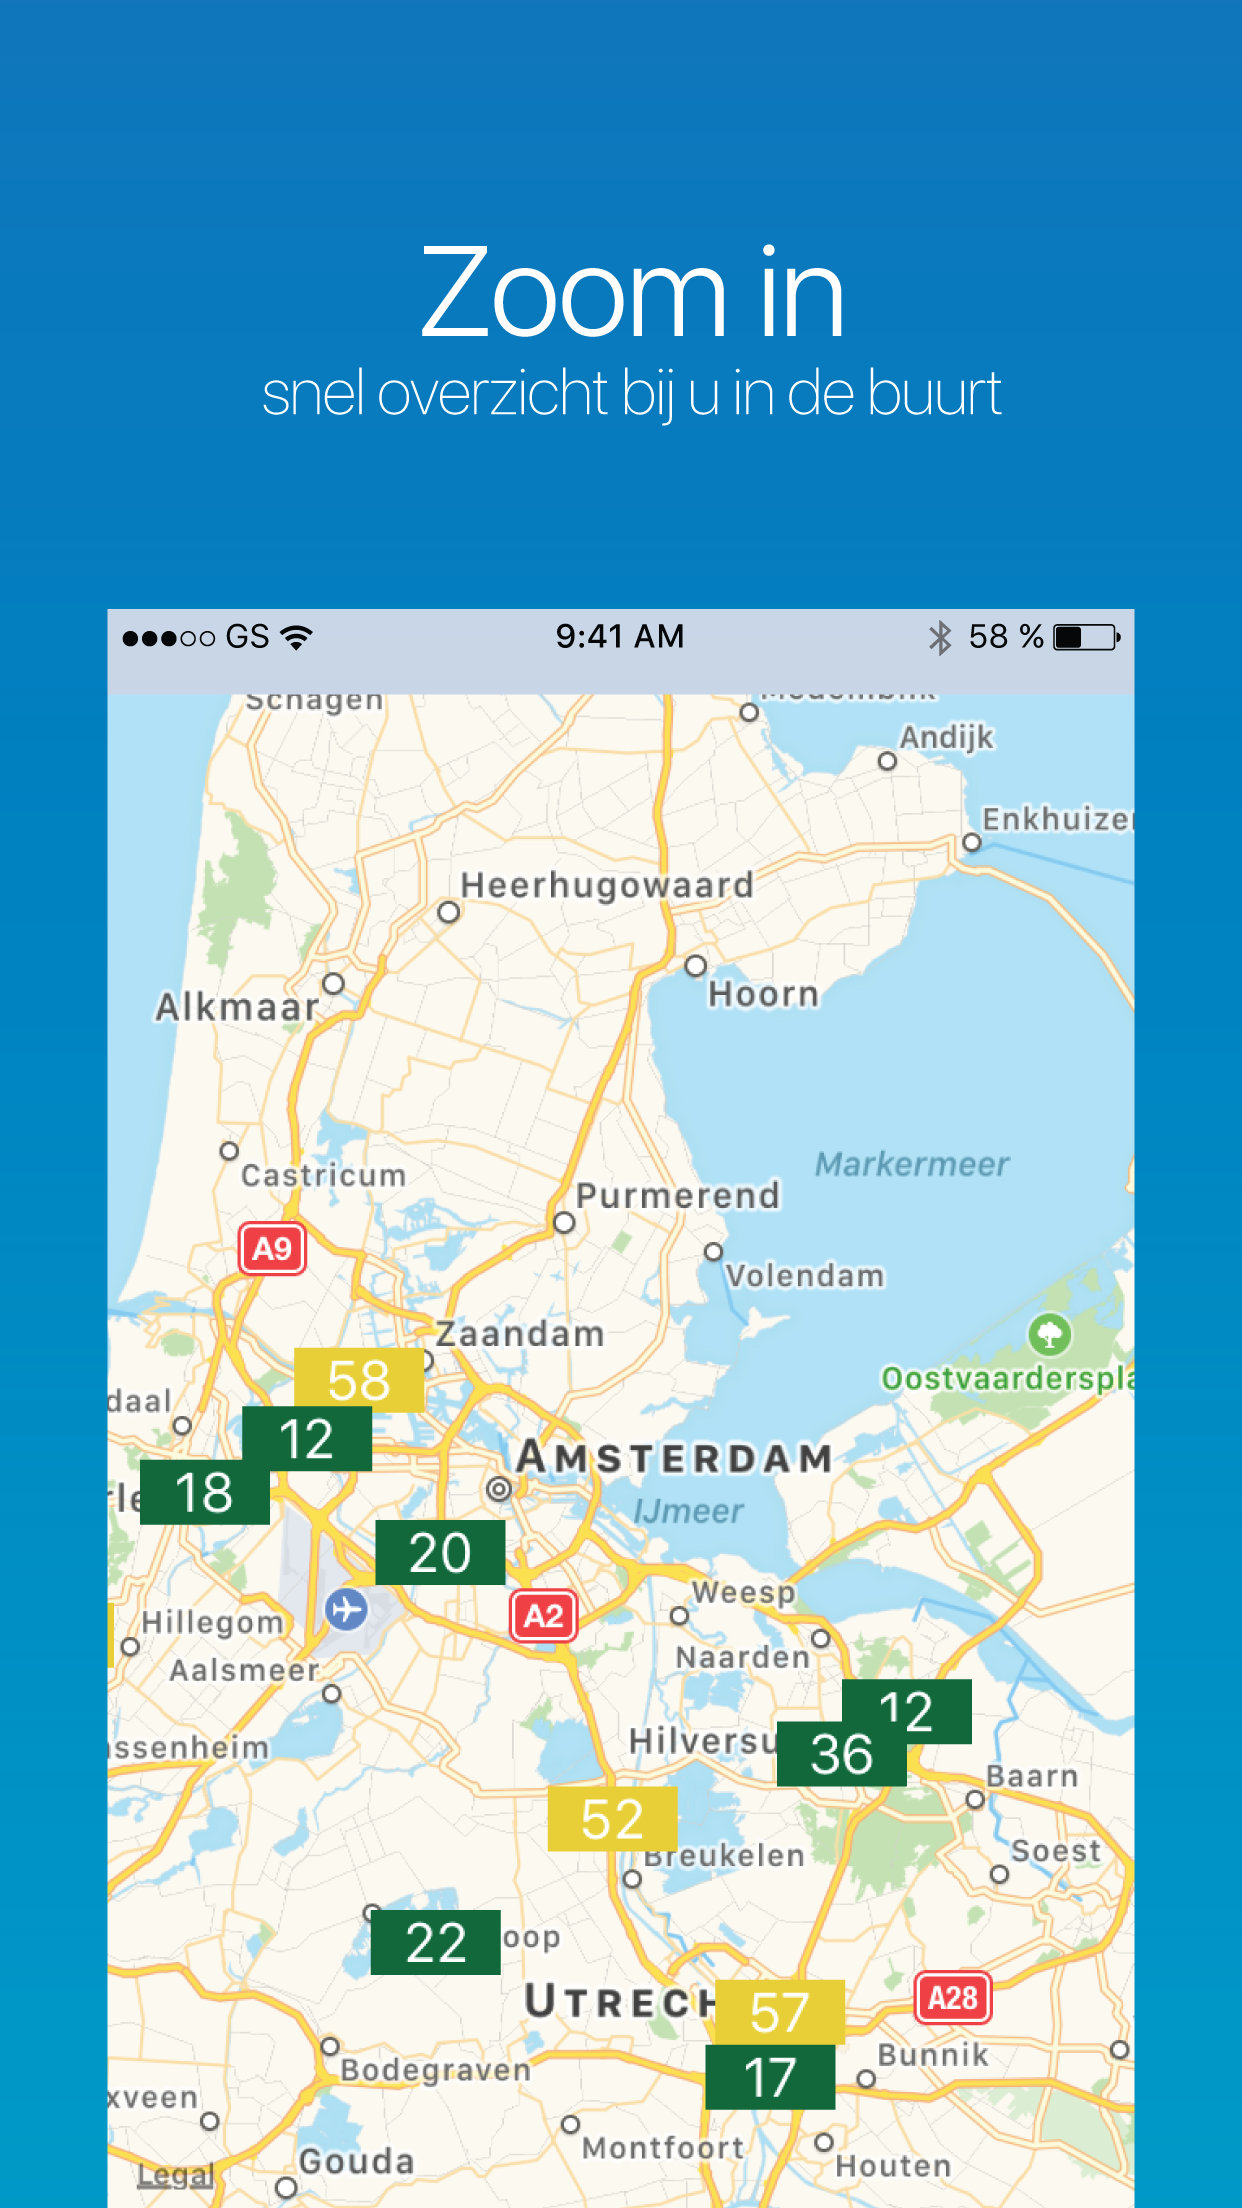 Zoom in
snel overzicht bij u in de buurt
GS 9:41 AM 58 %
Schagen
Andijk
Heerhugowaard
Alkmaar
Hoorn
Markermeer
Castricum
Purmerend
A9
Volendam
Zaandam
58
Oostvaarderspla
daal
12
AMSTERDAM
18
IJmeer
20
Weesp
A2
Hillegom
Naarden
Aalsmeer
12
Hilversu
36
ssenheim
Baarn
52
Breukelen
Soest
22
oop
UTRECH
57
A28
Bunnik
Bodegraven
17
xveen
Montfoort
Gouda
Houten
Legal